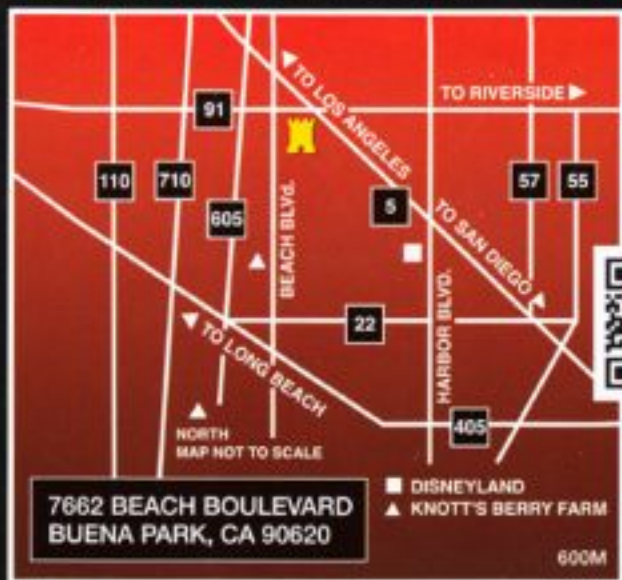 TO LOS ANGELES
TO RIVERSIDE
91
110
710
605
BEACH BLVd.
5
57
55
TO SAN DIEGO
22
HARBOR BLVD.
TO LONG BEACH
405
NORTH
MAP NOT TO SCALE
DISNEYLAND
KNOTT'S BERRY FARM
7662 BEACH BOULEVARD
BUENA PARK, CA 90620
600M